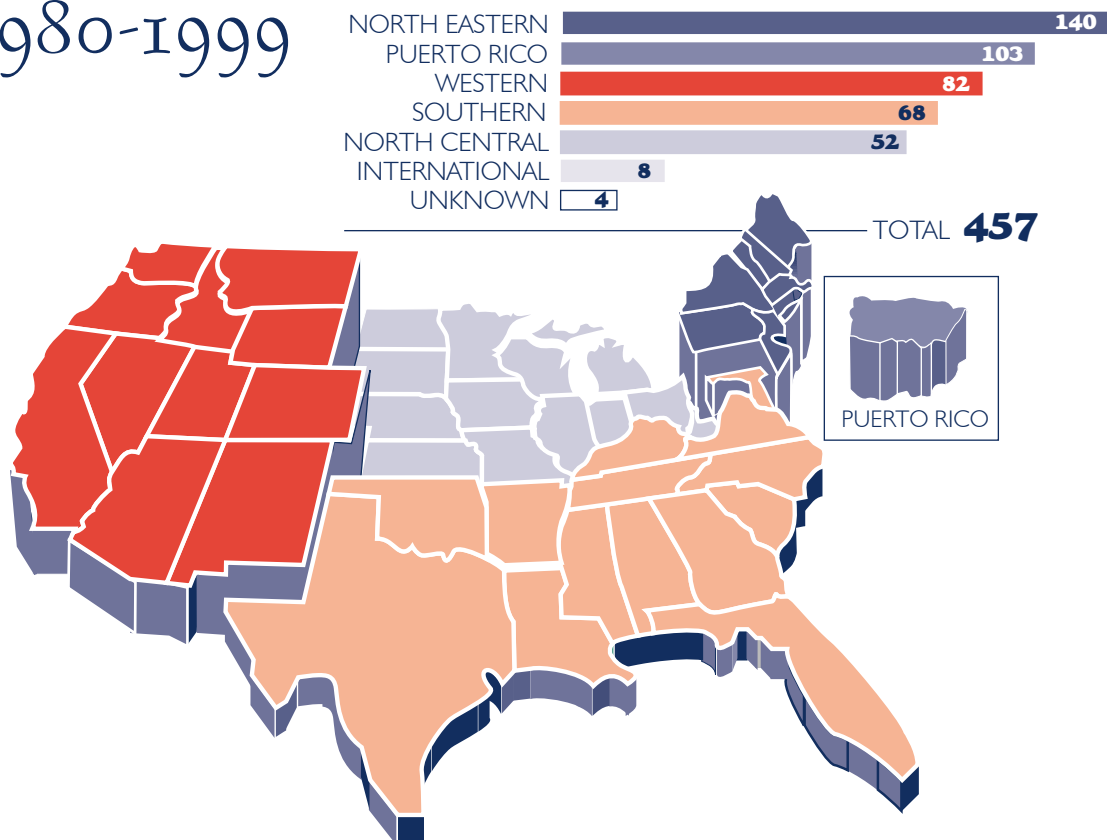 980-1999
NORTH EASTERN 140
PUERTO RICO 103
WESTERN 82
SOUTHERN 68
NORTH CENTRAL 52
INTERNATIONAL 8
UNKNOWN 4
TOTAL 457
PUERTO RICO